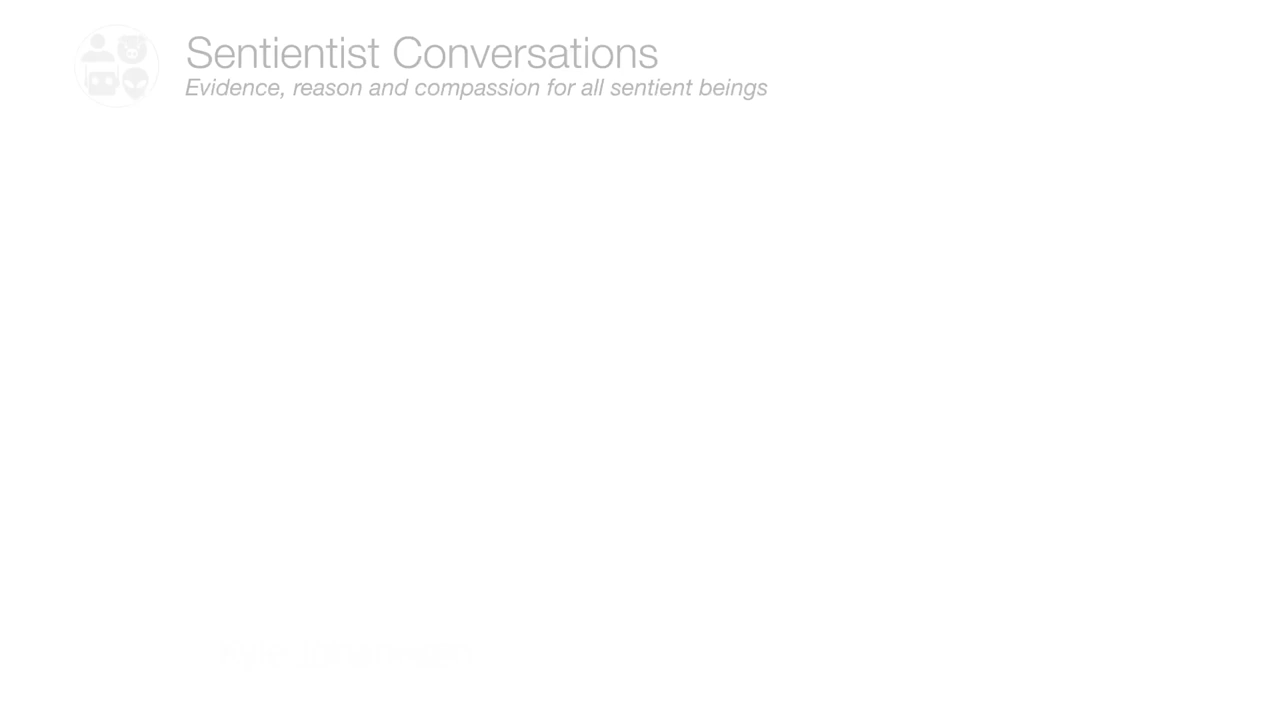 Sentientist Conversations
Evidence, reason and compassion for all sentient beings